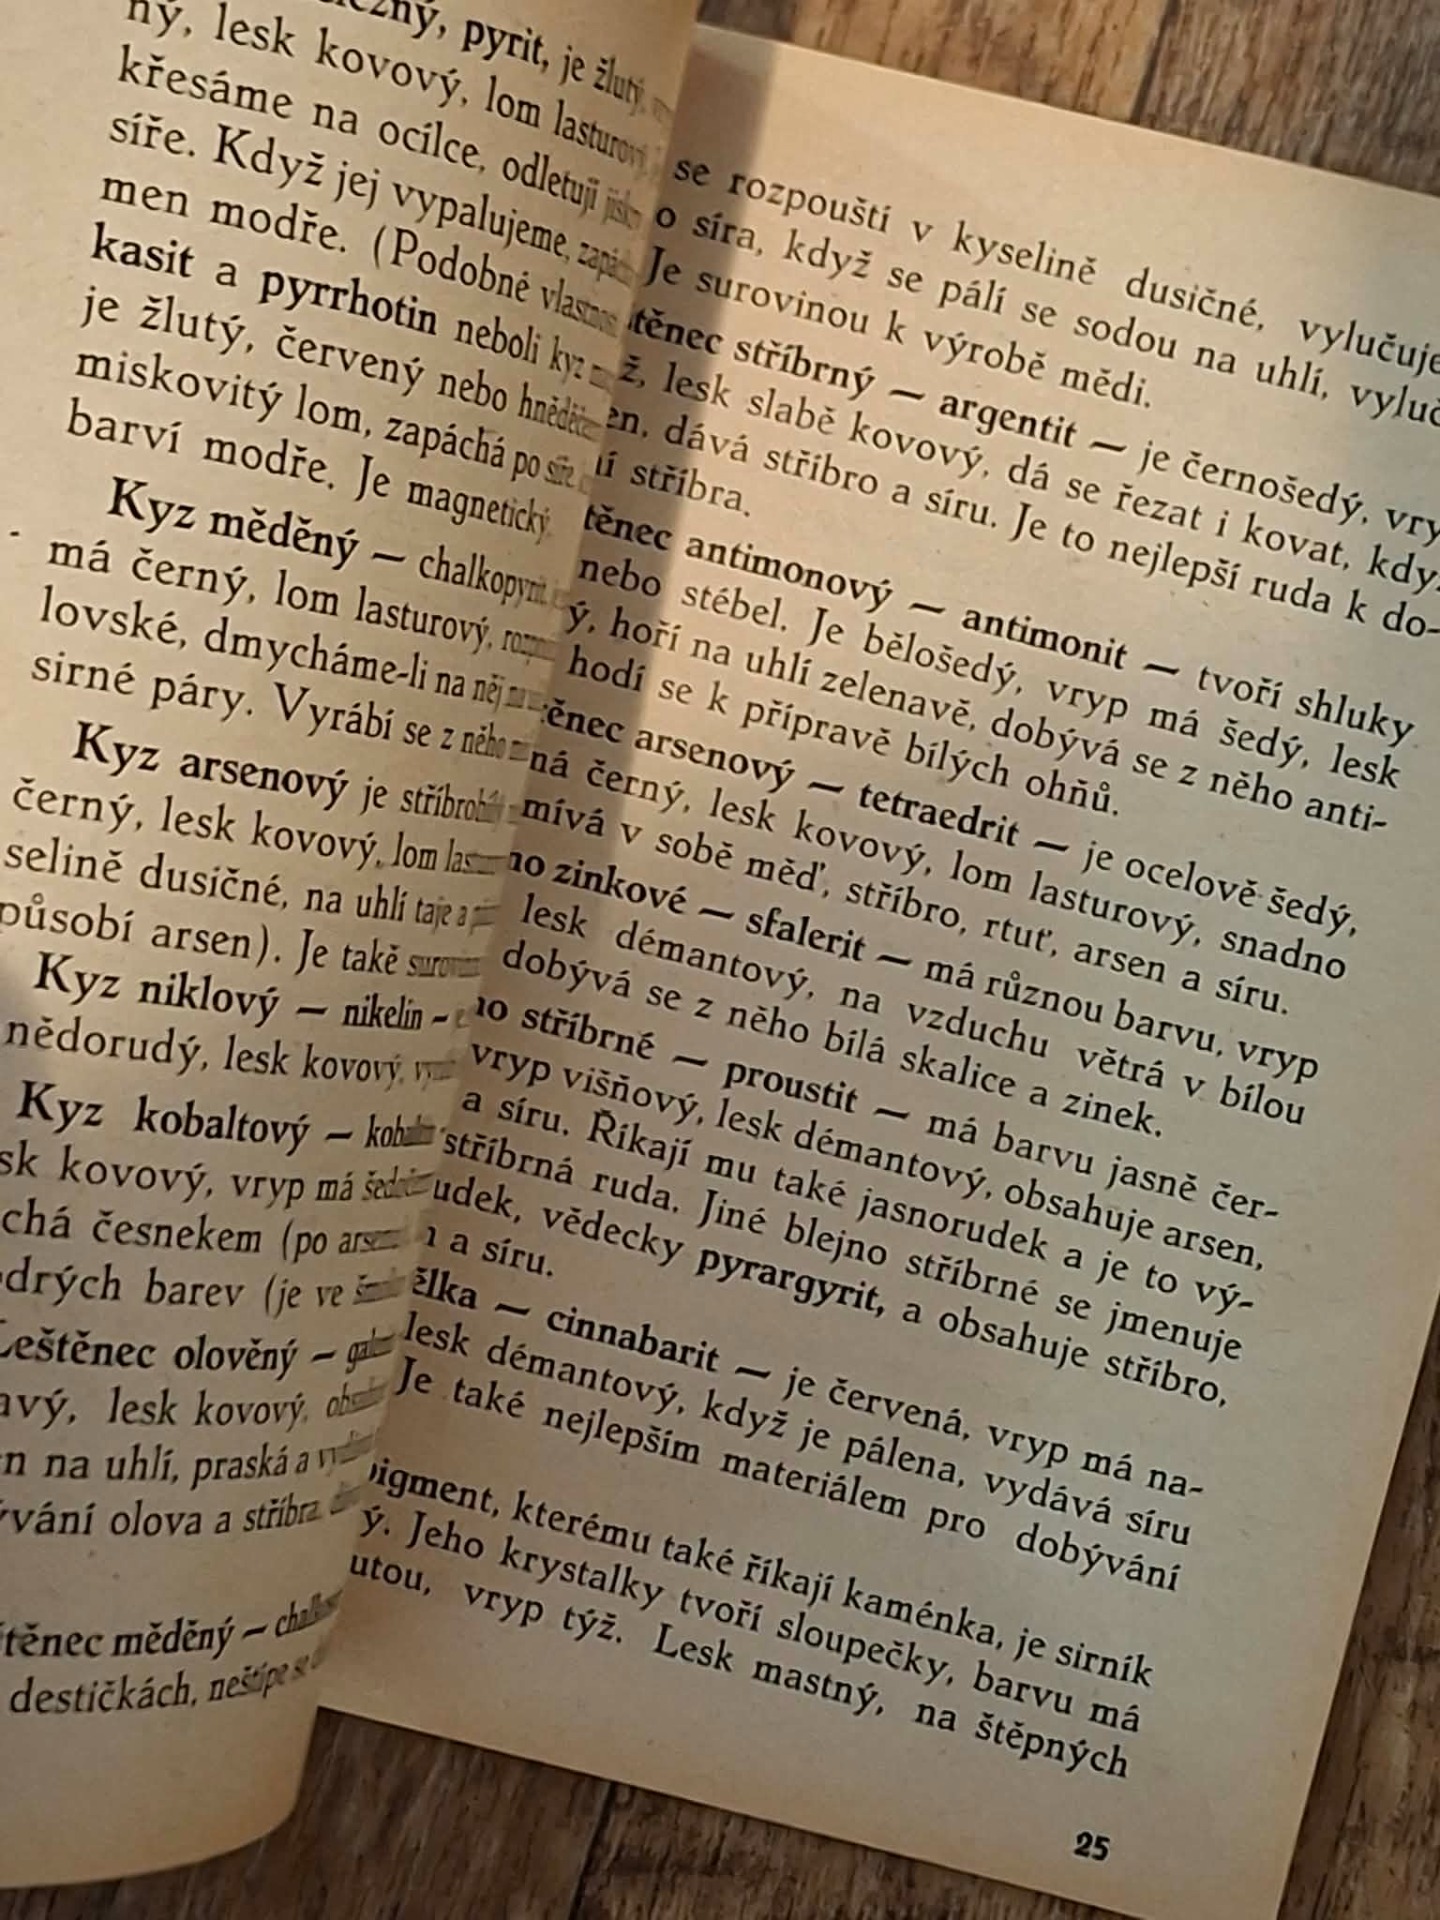 pyrit, je žlutý,
ný, lesk kovový, lom lasturový
křesáme na ocílce, odletují
síře. Když jej vypalujeme,
men modře. (Podobné
kasit a pyrrhotin neboli kyz
je žlutý, červený nebo
miskovitý lom, zapáchá po síře
barví modře. Je magnetický.
Kyz měděný — chalkopyrit
má černý, lom lasturový,
lovské, dmycháme-li na něj
sirné páry. Vyrábí se z něho
Kyz arsenový je
černý, lesk kovový, lom
selině dusičné, na uhlí taje a
působí arsen). Je také
Kyz niklový — nikelin —
nědorudý, lesk kovový,
Kyz kobaltový —
sk kovový, vryp má
chá česnekem (po
drých barev (je ve
Leštěnec olověný —
avý, lesk kovový,
n na uhlí, praská a
vání olova a stříbra.
těnec měděný —
destičkách, neštípe se
se rozpouští v kyselině dusičné, vylučuje
o síra, když se pálí se sodou na uhlí, vyluč
Je surovinou k výrobě mědi.
těnec stříbrný — argentit — je černošedý, vry
ž, lesk slabě kovový, dá se řezat i kovat, kdy
en, dává stříbro a síru. Je to nejlepší ruda k do-
í stříbra.
těnec antimonový — antimonit — tvoří shluky
nebo stébel. Je bělošedý, vryp má šedý, lesk
ý, hoří na uhlí zelenavě, dobývá se z něho anti-
hodí se k přípravě bílých ohňů.
ěnec arsenový — tetraedrit — je ocelově šedý,
má černý, lesk kovový, lom lasturový, snadno
mívá v sobě měď, stříbro, rtuť, arsen a síru.
no zinkové — sfalerit — má různou barvu, vryp
lesk démantový, na vzduchu větrá v bílou
dobývá se z něho bílá skalice a zinek.
no stříbrné — proustit — má barvu jasně čer-
vryp višňový, lesk démantový, obsahuje arsen,
a síru. Říkají mu také jasnorudek a je to vý-
stříbrná ruda. Jiné blejno stříbrné se jmenuje
udek, vědecky pyrargyrit, a obsahuje stříbro,
a síru.
ělka — cinnabarit — je červená, vryp má na-
lesk démantový, když je pálena, vydává síru
Je také nejlepším materiálem pro dobývání
pigment, kterému také říkají kaménka, je sirník
ý. Jeho krystalky tvoří sloupečky, barvu má
utou, vryp týž. Lesk mastný, na štěpných
25